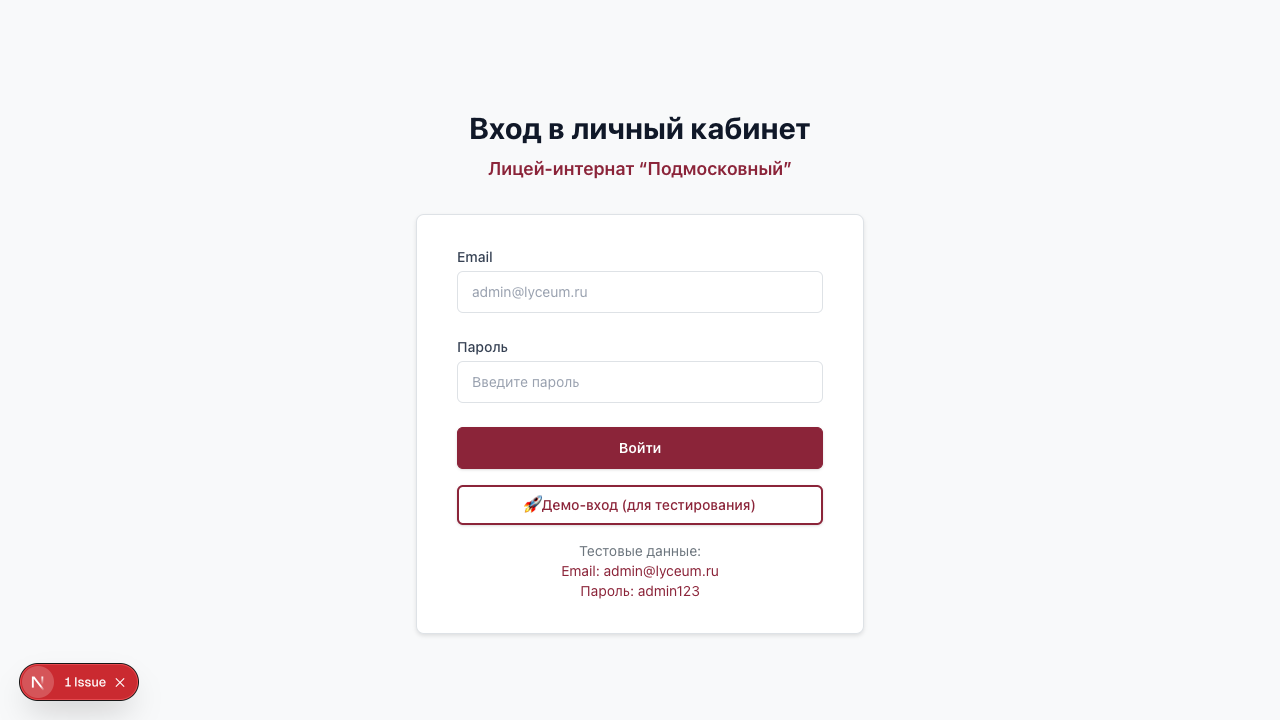 Вход в личный кабинет
Лицей-интернат “Подмосковный”
Email
admin@lyceum.ru
Пароль
Введите пароль
Войти
🚀Демо-вход (для тестирования)
Тестовые данные:
Email: admin@lyceum.ru
Пароль: admin123
N 1 Issue